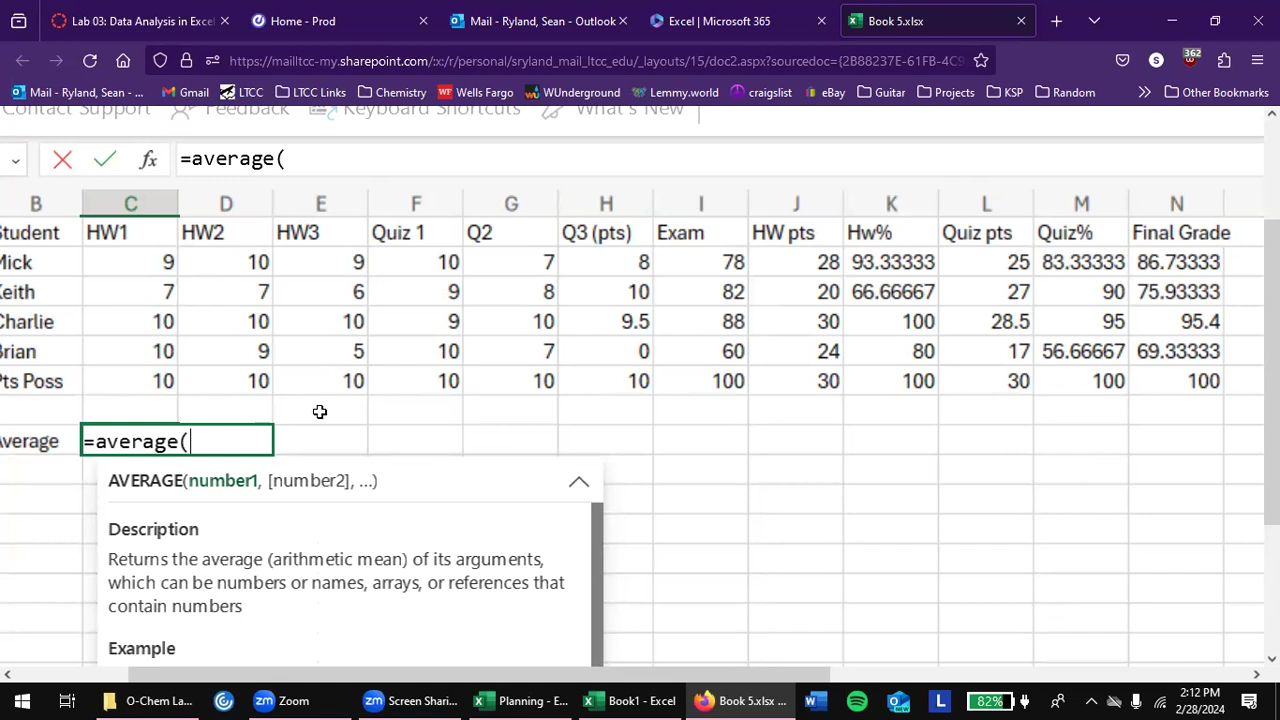 Lab 03: Data Analysis in Excel
Home - Prod
Mail - Ryland, Sean - Outlook
Excel | Microsoft 365
Book 5.xlsx
https://mailltcc-my.sharepoint.com/:x:/r/personal/sryland_mail_ltcc_edu/_layouts/15/doc2.aspx?sourcedoc={2B88237E-61FB-4C9
362
Mail - Ryland, Sean - ...
Gmail
LTCC
LTCC Links
Chemistry
WF Wells Fargo
WUnderground
Lemmy.world
craigslist
eBay
Guitar
Projects
KSP
Random
Other Bookmarks
Contact Support
Feedback
Keyboard Shortcuts
What's New
fx =average(
B C D E F G H I J K L M N
Student HW1 HW2 HW3 Quiz 1 Q2 Q3 (pts) Exam HW pts Hw% Quiz pts Quiz% Final Grade
Mick 9 10 9 10 7 8 78 28 93.33333 25 83.33333 86.73333
Keith 7 7 6 9 8 10 82 20 66.66667 27 90 75.93333
Charlie 10 10 10 9 10 9.5 88 30 100 28.5 95 95.4
Brian 10 9 5 10 7 0 60 24 80 17 56.66667 69.33333
Pts Poss 10 10 10 10 10 10 100 30 100 30 100 100
Average =average(
AVERAGE(number1, [number2], ...)
Description
Returns the average (arithmetic mean) of its arguments,
which can be numbers or names, arrays, or references that
contain numbers
Example
O-Chem La...
zm Zoom
zm Screen Shari...
Planning - E...
Book1 - Excel
Book 5.xlsx ...
L
82%
2:12 PM
2/28/2024